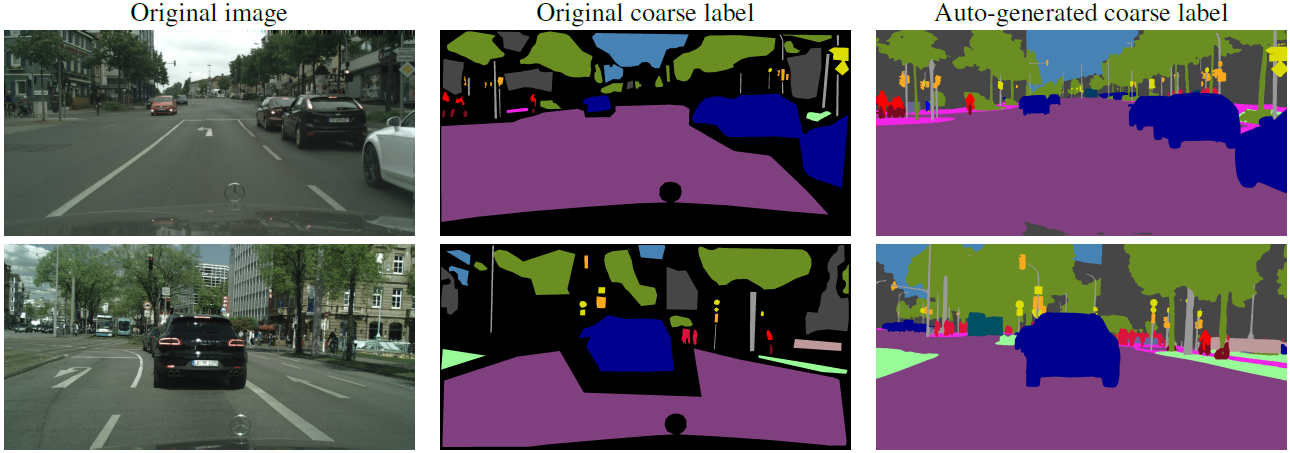 Original image
Original coarse label
Auto-generated coarse label